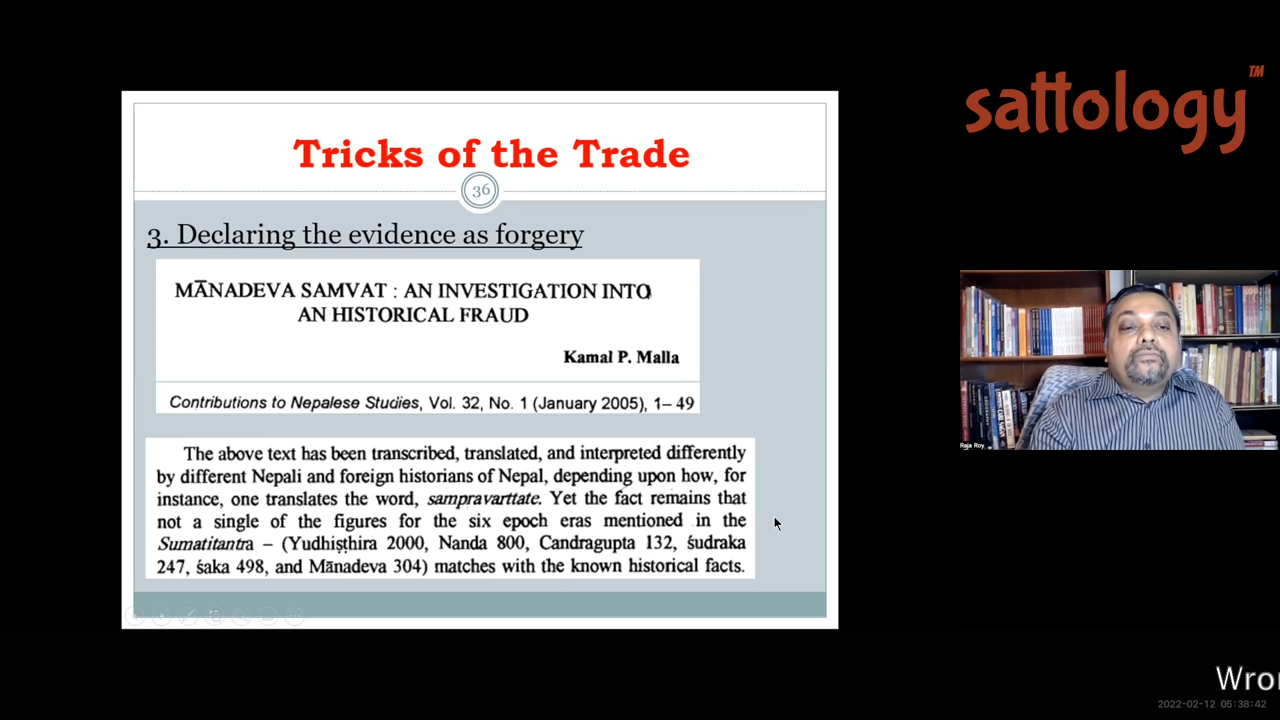 sattology™
Tricks of the Trade
36
3. Declaring the evidence as forgery
MĀNADEVA SAMVAT : AN INVESTIGATION INTO
AN HISTORICAL FRAUD
Kamal P. Malla
Contributions to Nepalese Studies, Vol. 32, No. 1 (January 2005), 1–49
The above text has been transcribed, translated, and interpreted differently
by different Nepali and foreign historians of Nepal, depending upon how, for
instance, one translates the word, sampravarttate. Yet the fact remains that
not a single of the figures for the six epoch eras mentioned in the
Sumatitantra – (Yudhiṣṭhira 2000, Nanda 800, Candragupta 132, śudraka
247, śaka 498, and Mānadeva 304) matches with the known historical facts.
Raja Roy
Wron
2022-02-12 05:38:42